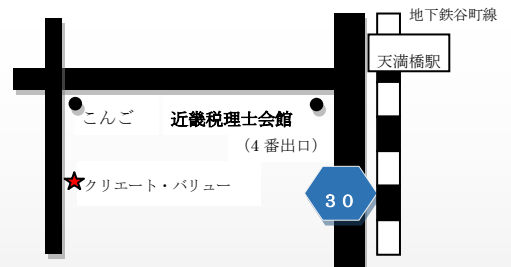 地下鉄谷町線
天満橋駅
こんご
近畿税理士会館
（4 番出口）
クリエート・バリュー
３０